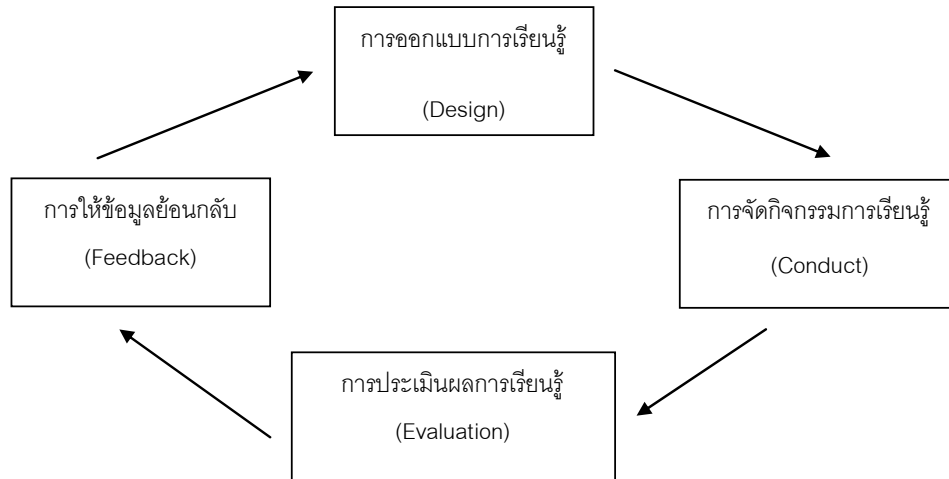 การออกแบบการเรียนรู้
(Design)
การให้ข้อมูลย้อนกลับ
(Feedback)
การจัดกิจกรรมการเรียนรู้
(Conduct)
การประเมินผลการเรียนรู้
(Evaluation)